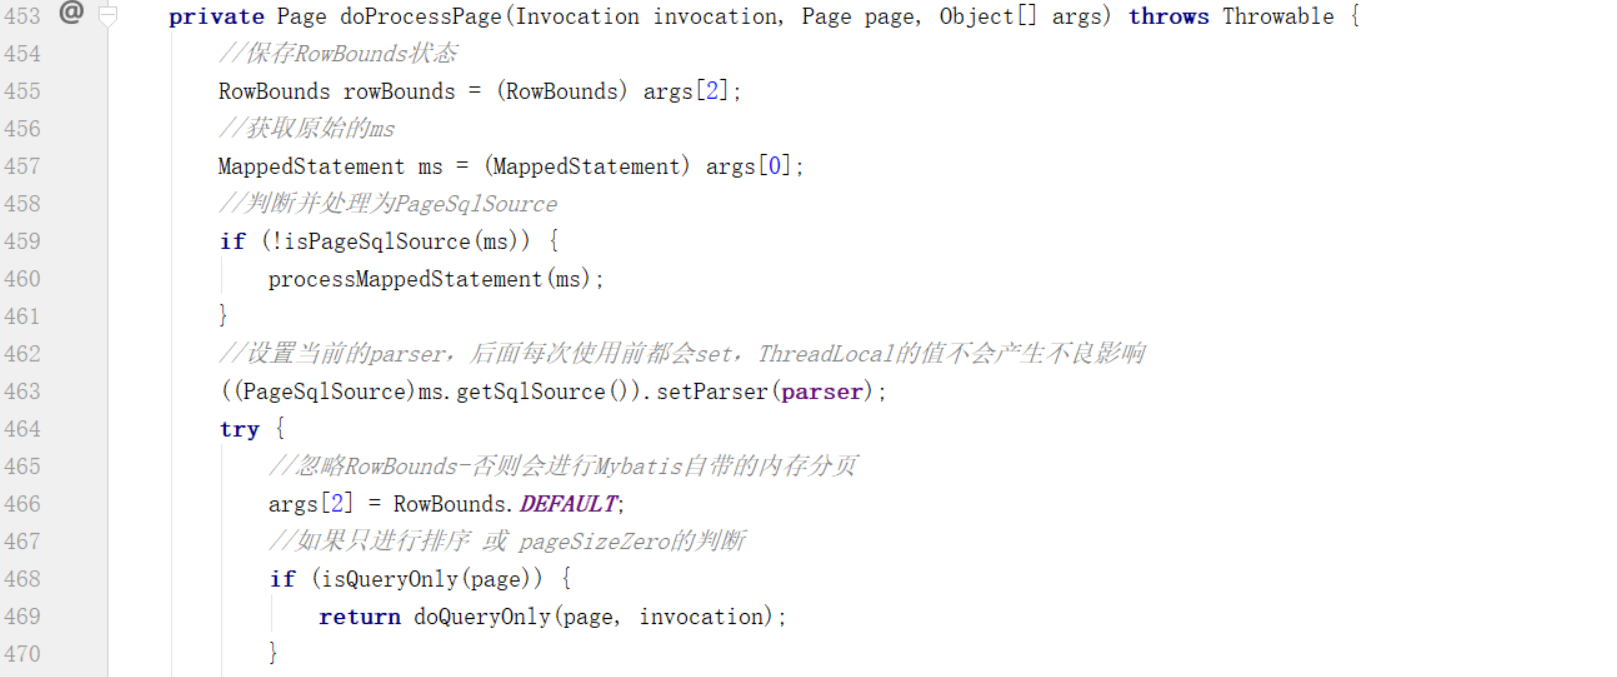 453 @ private Page doProcessPage(Invocation invocation, Page page, Object[] args) throws Throwable {
454 //保存RowBounds状态
455 RowBounds rowBounds = (RowBounds) args[2];
456 //获取原始的ms
457 MappedStatement ms = (MappedStatement) args[0];
458 //判断并处理为PageSqlSource
459 if (!isPageSqlSource(ms)) {
460 processMappedStatement(ms);
461 }
462 //设置当前的parser，后面每次使用前都会set，ThreadLocal的值不会产生不良影响
463 ((PageSqlSource)ms.getSqlSource()).setParser(parser);
464 try {
465 //忽略RowBounds-否则会进行Mybatis自带的内存分页
466 args[2] = RowBounds.DEFAULT;
467 //如果只进行排序 或 pageSizeZero的判断
468 if (isQueryOnly(page)) {
469 return doQueryOnly(page, invocation);
470 }